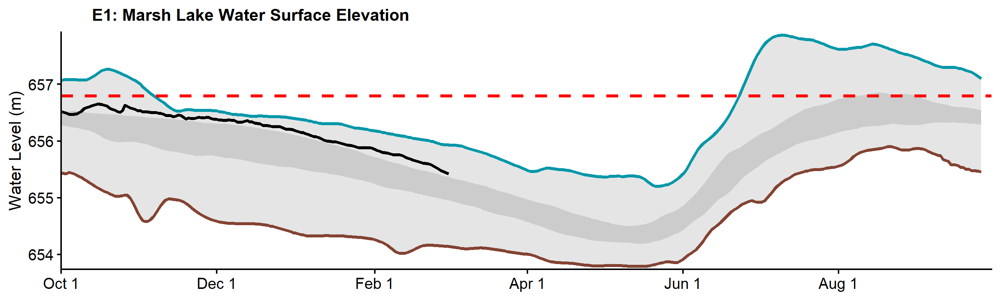 E1: Marsh Lake Water Surface Elevation
Water Level (m)
657
656
655
654
Oct 1 Dec 1 Feb 1 Apr 1 Jun 1 Aug 1